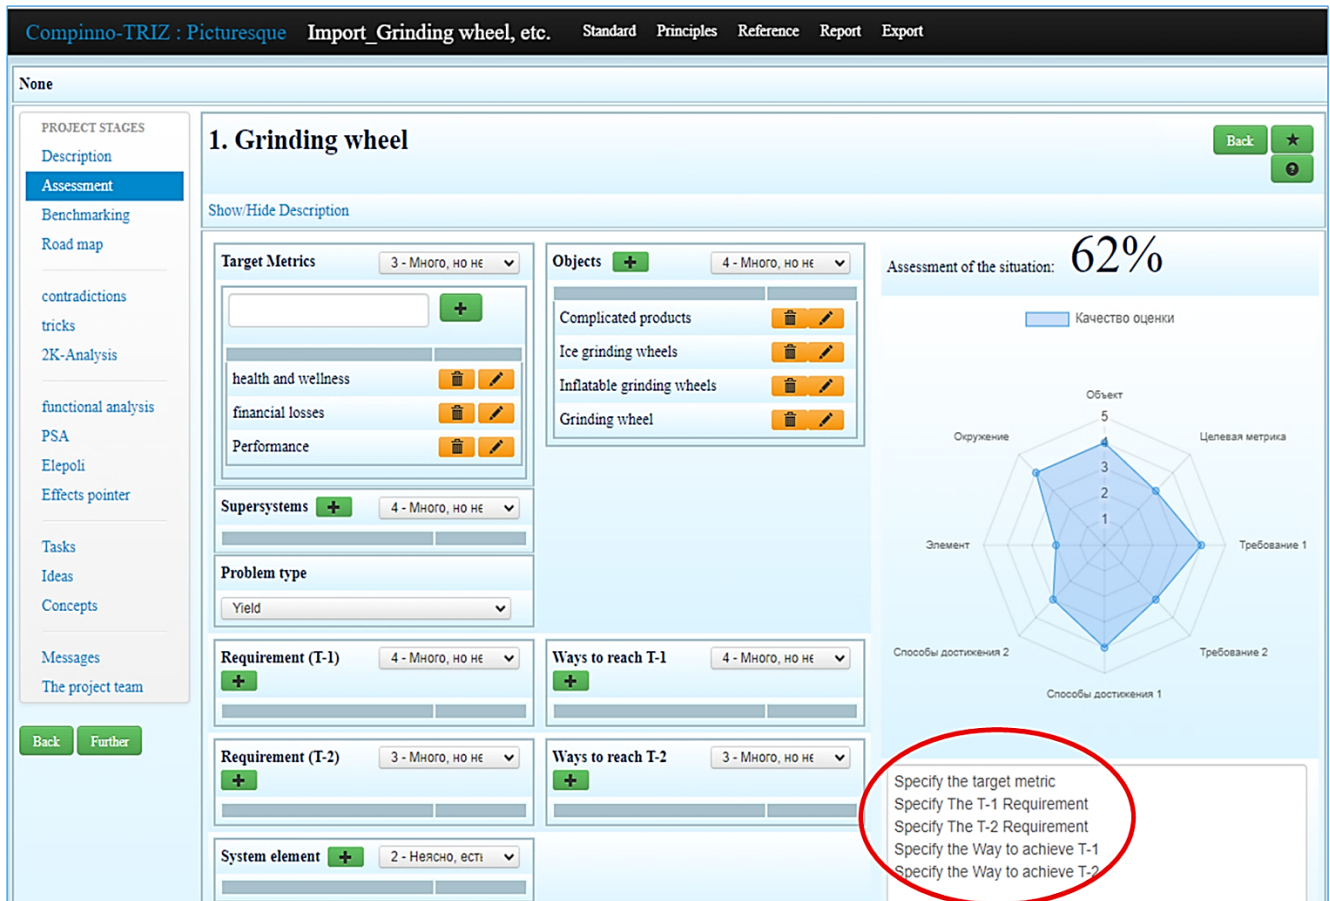 Compinno-TRIZ : Picturesque Import_Grinding wheel, etc. Standard Principles Reference Report Export
None
PROJECT STAGES
Description
Assessment
Benchmarking
Road map
contradictions
tricks
2K-Analysis
functional analysis
PSA
Elepoli
Effects pointer
Tasks
Ideas
Concepts
Messages
The project team
Back Further
1. Grinding wheel
Back
Show/Hide Description
Target Metrics 3 - Много, но не
health and wellness
financial losses
Performance
Objects 4 - Много, но не
Complicated products
Ice grinding wheels
Inflatable grinding wheels
Grinding wheel
Supersystems 4 - Много, но не
Problem type
Yield
Requirement (T-1) 4 - Много, но не
Ways to reach T-1 4 - Много, но не
Requirement (T-2) 3 - Много, но не
Ways to reach T-2 3 - Много, но не
System element 2 - Неясно, есть
Assessment of the situation: 62%
Качество оценки
Объект
5
Окружение
Целевая метрика
4
3
2
1
Элемент
Требование 1
Способы достижения 2
Требование 2
Способы достижения 1
Specify the target metric
Specify The T-1 Requirement
Specify The T-2 Requirement
Specify the Way to achieve T-1
Specify the Way to achieve T-2